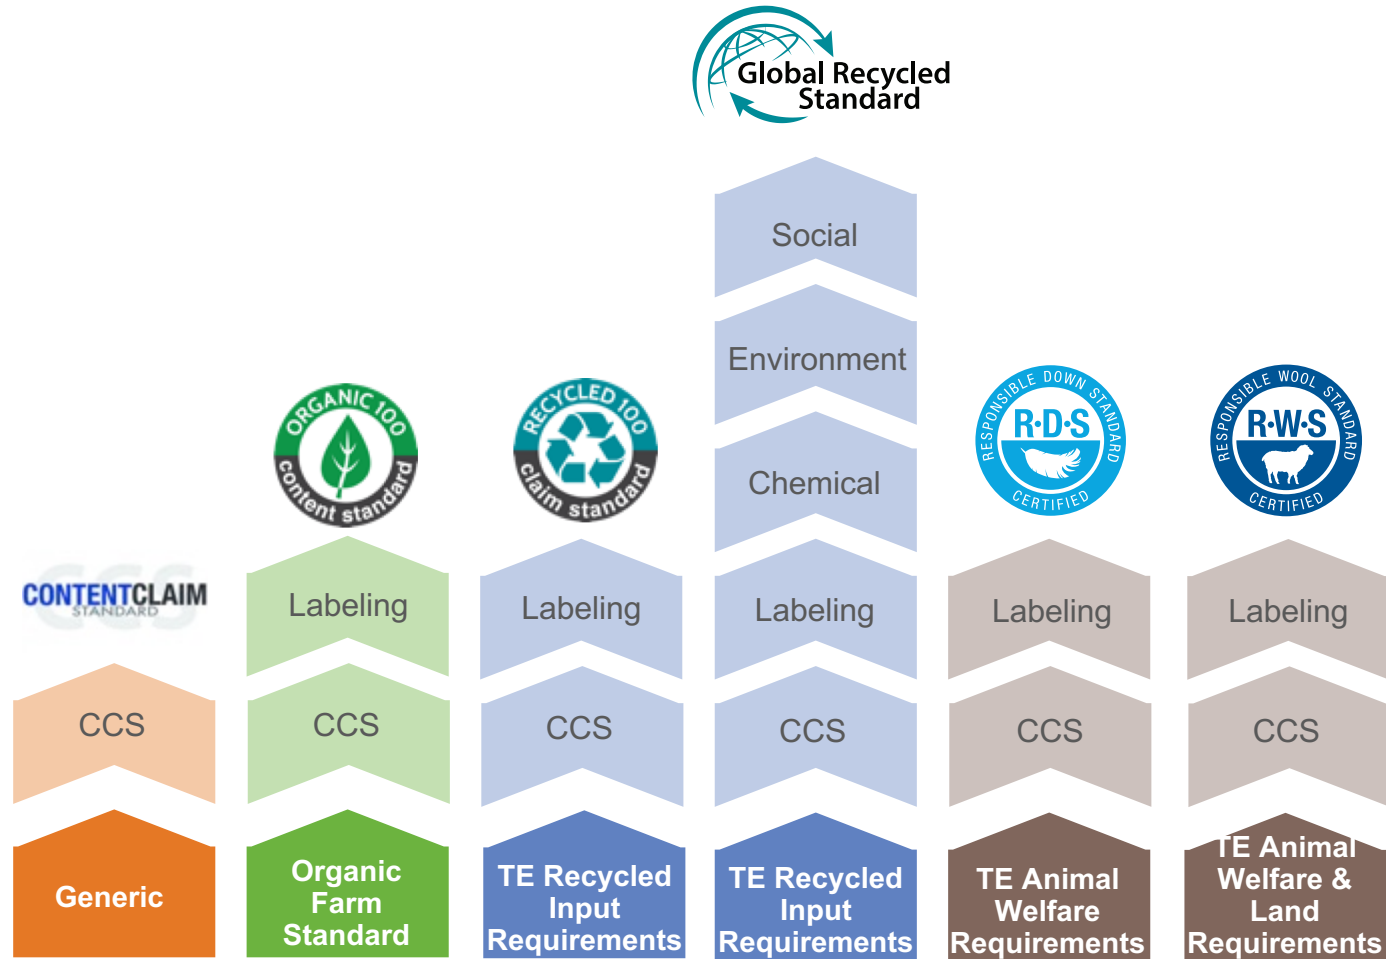 Global Recycled
Standard
Social
Environment
Chemical
ORGANIC 100
content standard
RECYCLED 100
claim standard
RESPONSIBLE DOWN STANDARD
R·D·S
CERTIFIED
RESPONSIBLE WOOL STANDARD
R·W·S
CERTIFIED
CCS
CONTENTCLAIM
STANDARD
Labeling
Labeling
Labeling
Labeling
Labeling
CCS
CCS
CCS
CCS
CCS
CCS
Generic
Organic
Farm
Standard
TE Recycled
Input
Requirements
TE Recycled
Input
Requirements
TE Animal
Welfare
Requirements
TE Animal
Welfare &
Land
Requirements